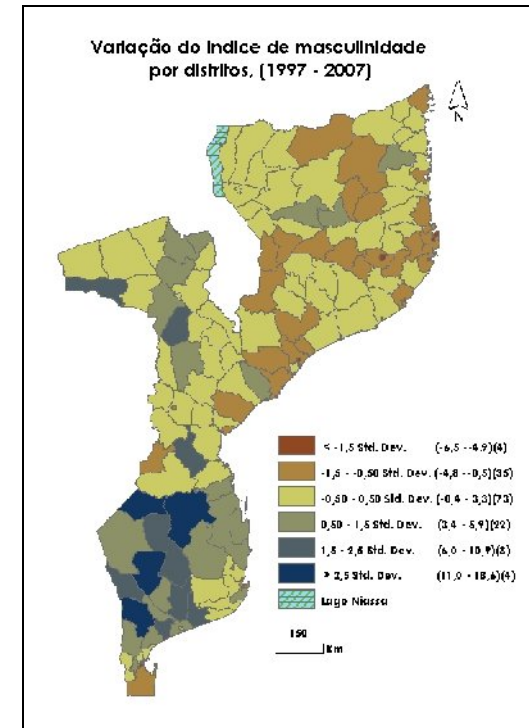 Variação do indice de masculinidade
por distritos, (1997 - 2007)
N
< -1,5 Std. Dev. (-6,5 --4,9)(4)
-1,5 - -0,50 Std. Dev. (-4,8 --0,5)(35)
-0,50 - 0,50 Std. Dev. (-0,4 - 3,3)(73)
0,50 - 1,5 Std. Dev. (3,4 - 5,9)(22)
1,5 - 2,5 Std. Dev. (6,0 - 10,9)(8)
> 2,5 Std. Dev. (11,0 - 18,6)(4)
Lago Niassa
150
Km